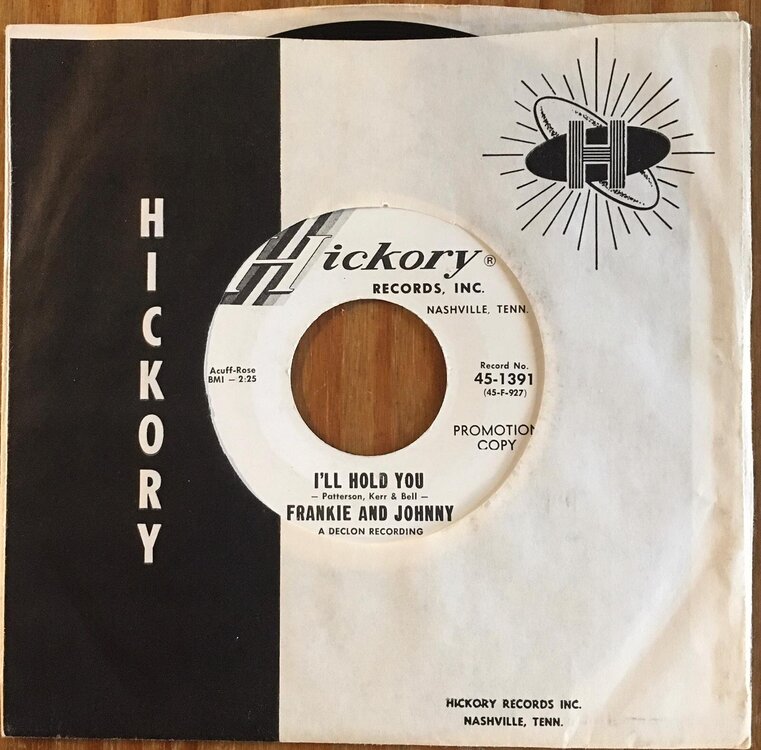 HICKORY
H
Hickory®
RECORDS, INC.
NASHVILLE, TENN.
Acuff-Rose
BMI — 2:25
Record No.
45-1391
(45-F-927)
PROMOTION
COPY
I'LL HOLD YOU
— Patterson, Kerr & Bell —
FRANKIE AND JOHNNY
A DECLON RECORDING
HICKORY RECORDS INC.
NASHVILLE, TENN.